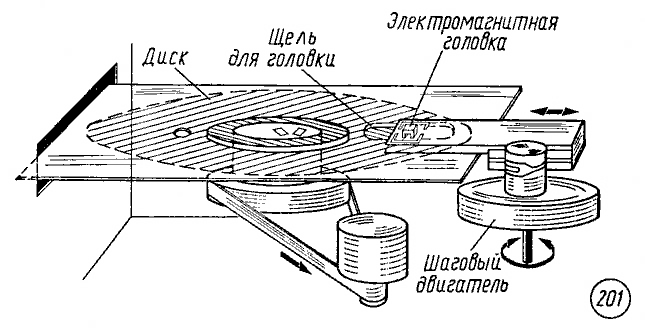 Электромагнитная
головка
Щель
для головки
Диск
Шаговый
двигатель
201